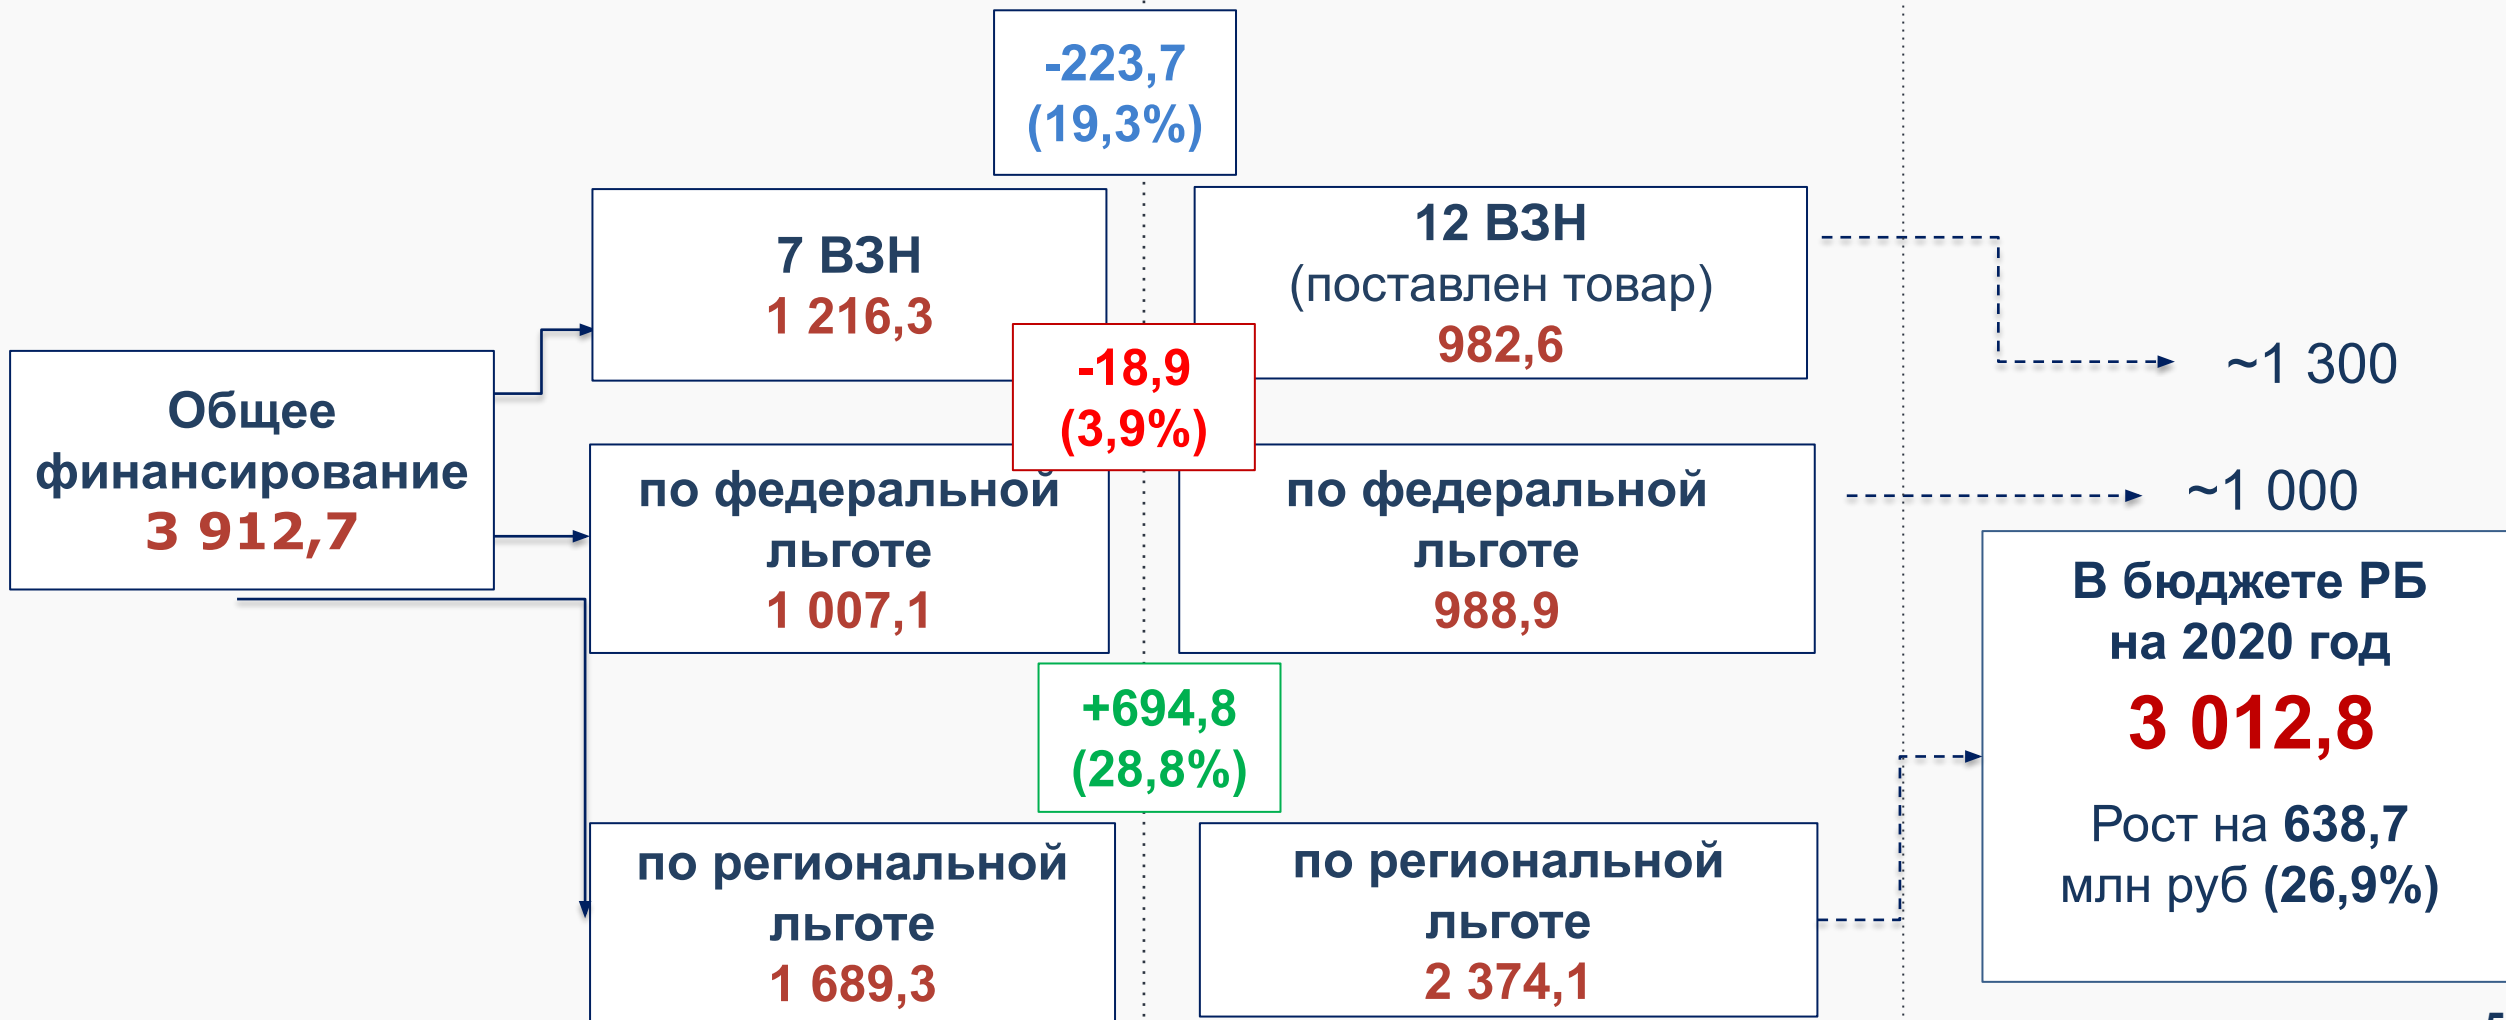 -223,7
(19,3%)
7 ВЗН
1 216,3
12 ВЗН
(поставлен товар)
982,6
-18,9
(3,9%)
~1 300
Общее
финансирование
3 912,7
по федеральной
льготе
1 007,1
по федеральной
льготе
988,9
~1 000
+694,8
(28,8%)
В бюджете РБ
на 2020 год
3 012,8
Рост на 638,7
млн руб (26,9%)
по региональной
льготе
1 689,3
по региональной
льготе
2 374,1